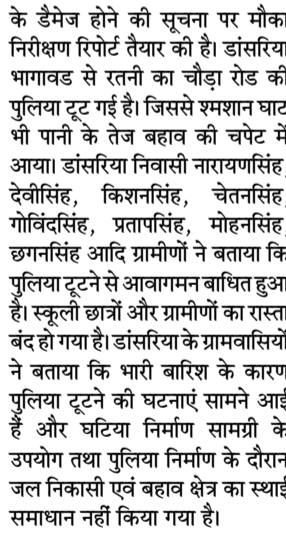 के डैमेज होने की सूचना पर मौका
निरीक्षण रिपोर्ट तैयार की है। डांसरिया
भागावड से रतनी का चौड़ा रोड की
पुलिया टूट गई है। जिससे श्मशान घाट
भी पानी के तेज बहाव की चपेट में
आया। डांसरिया निवासी नारायणसिंह,
देवीसिंह, किशनसिंह, चेतनसिंह,
गोविंदसिंह, प्रतापसिंह, मोहनसिंह,
छगनसिंह आदि ग्रामीणों ने बताया कि
पुलिया टूटने से आवागमन बाधित हुआ
है। स्कूली छात्रों और ग्रामीणों का रास्ता
बंद हो गया है। डांसरिया के ग्रामवासियों
ने बताया कि भारी बारिश के कारण
पुलिया टूटने की घटनाएं सामने आई
हैं और घटिया निर्माण सामग्री के
उपयोग तथा पुलिया निर्माण के दौरान
जल निकासी एवं बहाव क्षेत्र का स्थाई
समाधान नहीं किया गया है।